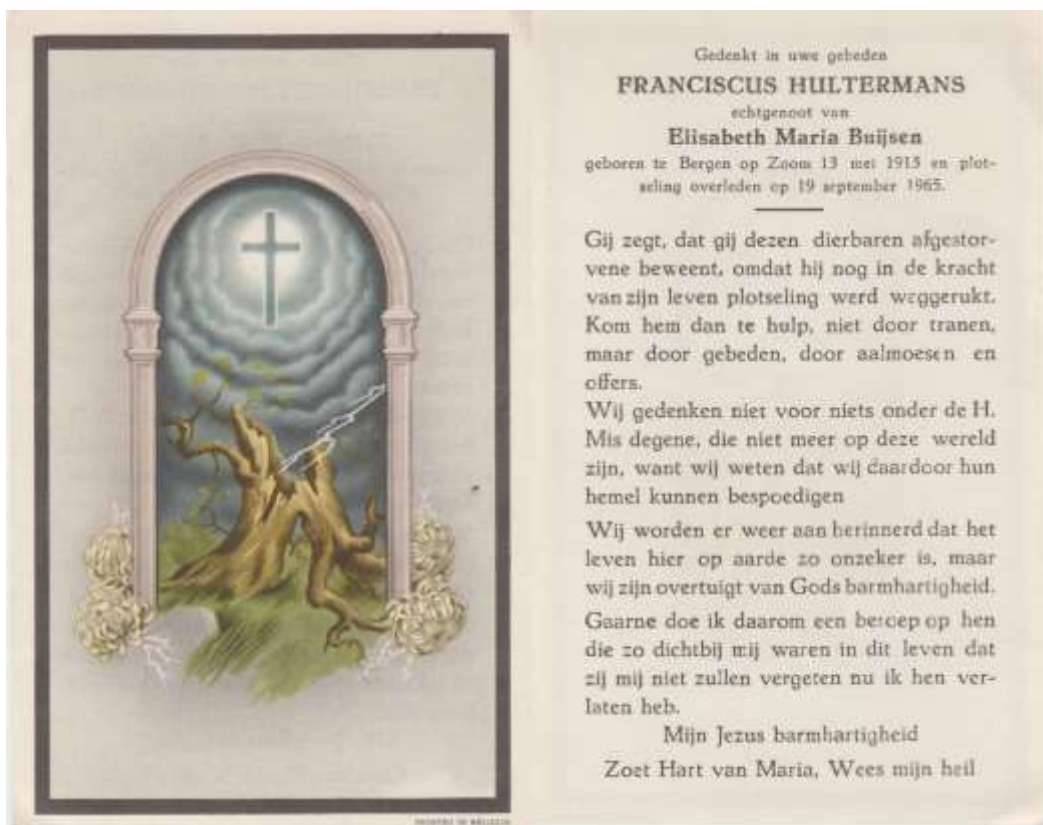 Gedenkt in uwe gebeden
FRANCISCUS HULTERMANS
echtgenoot van
Elisabeth Maria Buijsen
geboren te Bergen op Zoom 13 mei 1913 en plot-
seling overleden op 19 september 1965.
Gij zegt, dat gij dezen dierbaren afgestor-
vene beweent, omdat hij nog in de kracht
van zijn leven plotseling werd weggerukt.
Kom hem dan te hulp, niet door tranen,
maar door gebeden, door aalmoesen en
offers.
Wij gedenken niet voor niets onder de H.
Mis degene, die niet meer op deze wereld
zijn, want wij weten dat wij daardoor hun
hemel kunnen bespoedigen
Wij worden er weer aan herinnerd dat het
leven hier op aarde zo onzeker is, maar
wij zijn overtuigt van Gods barmhartigheid.
Gaarne doe ik daarom een beroep op hen
die zo dichtbij mij waren in dit leven dat
zij mij niet zullen vergeten nu ik hen ver-
laten heb.
Mijn Jezus barmhartigheid
Zoet Hart van Maria, Wees mijn heil